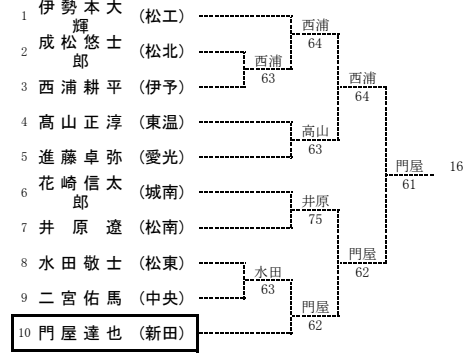 1 伊勢本大輝 （松工）
2 成松悠士郎 （松北）
3 西浦耕平 （伊予）
4 髙山正淳 （東温）
5 進藤卓弥 （愛光）
6 花崎信太郎 （城南）
7 井原遼 （松南）
8 水田敬士 （松東）
9 二宮佑馬 （中央）
10 門屋達也 （新田）
西浦
63
水田
63
西浦
64
高山
63
井原
75
門屋
62
西浦
64
門屋
62
門屋
61
16